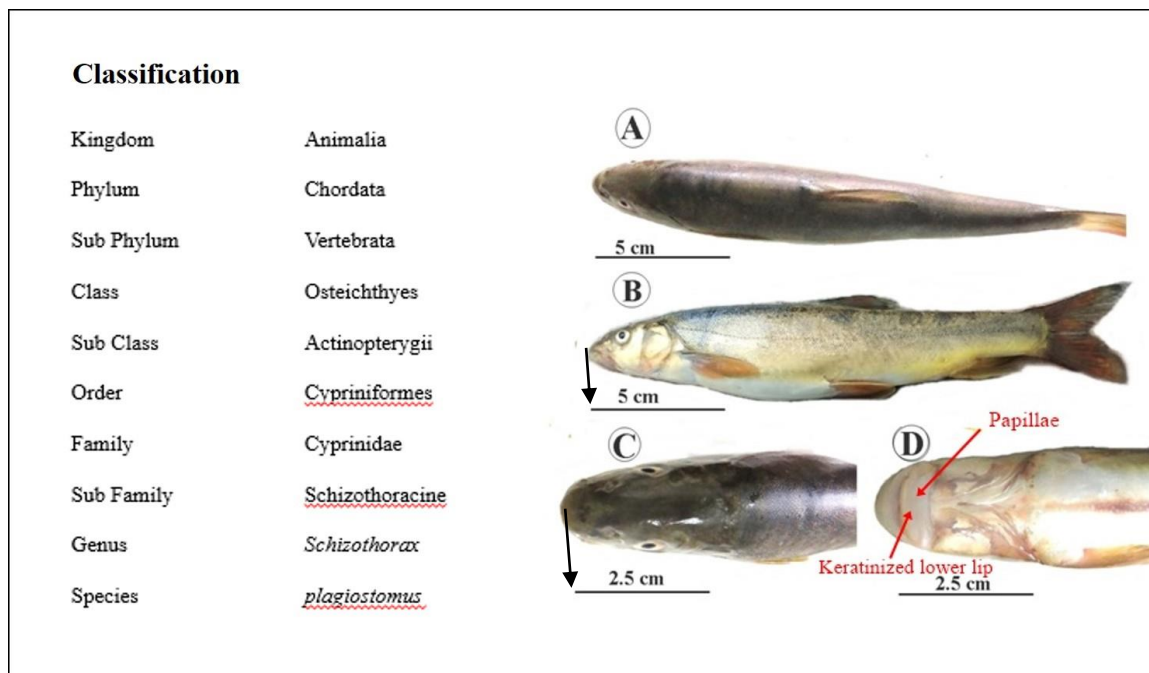 Classification
Kingdom Animalia
Phylum Chordata
Sub Phylum Vertebrata
Class Osteichthyes
Sub Class Actinopterygii
Order Cypriniformes
Family Cyprinidae
Sub Family Schizothoracine
Genus Schizothorax
Species plagiostomus
A
5 cm
B
5 cm
C
2.5 cm
D
Papillae
Keratinized lower lip
2.5 cm